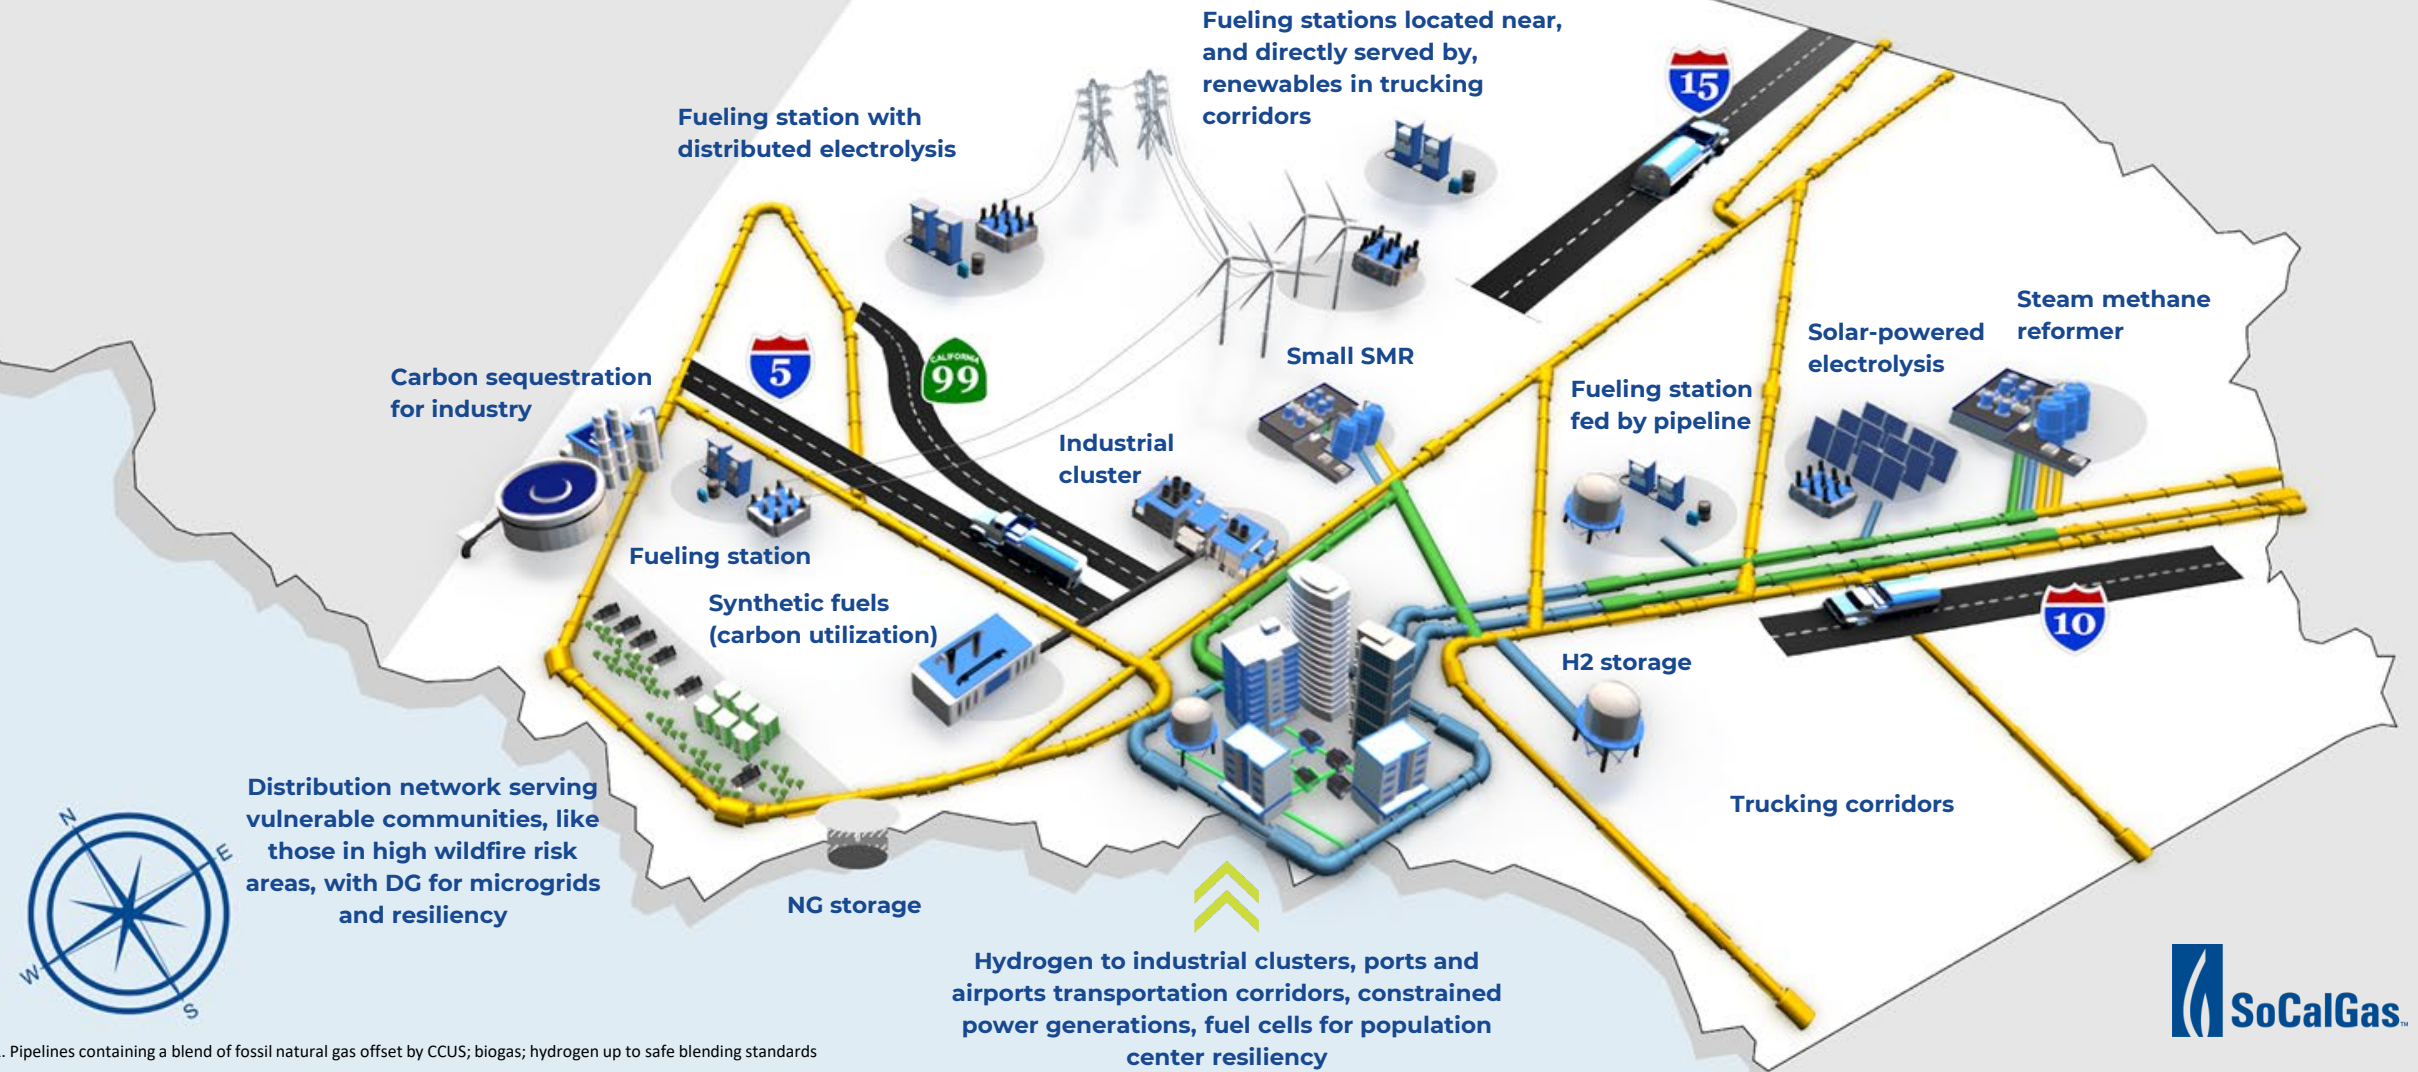 Fueling stations located near,
and directly served by,
renewables in trucking
corridors
15
Fueling station with
distributed electrolysis
Steam methane
reformer
Solar-powered
electrolysis
Small SMR
5
CALIFORNIA
99
Carbon sequestration
for industry
Fueling station
fed by pipeline
Industrial
cluster
Fueling station
Synthetic fuels
(carbon utilization)
10
H2 storage
Trucking corridors
Distribution network serving
vulnerable communities, like
those in high wildfire risk
areas, with DG for microgrids
and resiliency
N
E
W
S
NG storage
Hydrogen to industrial clusters, ports and
airports transportation corridors, constrained
power generations, fuel cells for population
center resiliency
SoCalGas™
. Pipelines containing a blend of fossil natural gas offset by CCUS; biogas; hydrogen up to safe blending standards